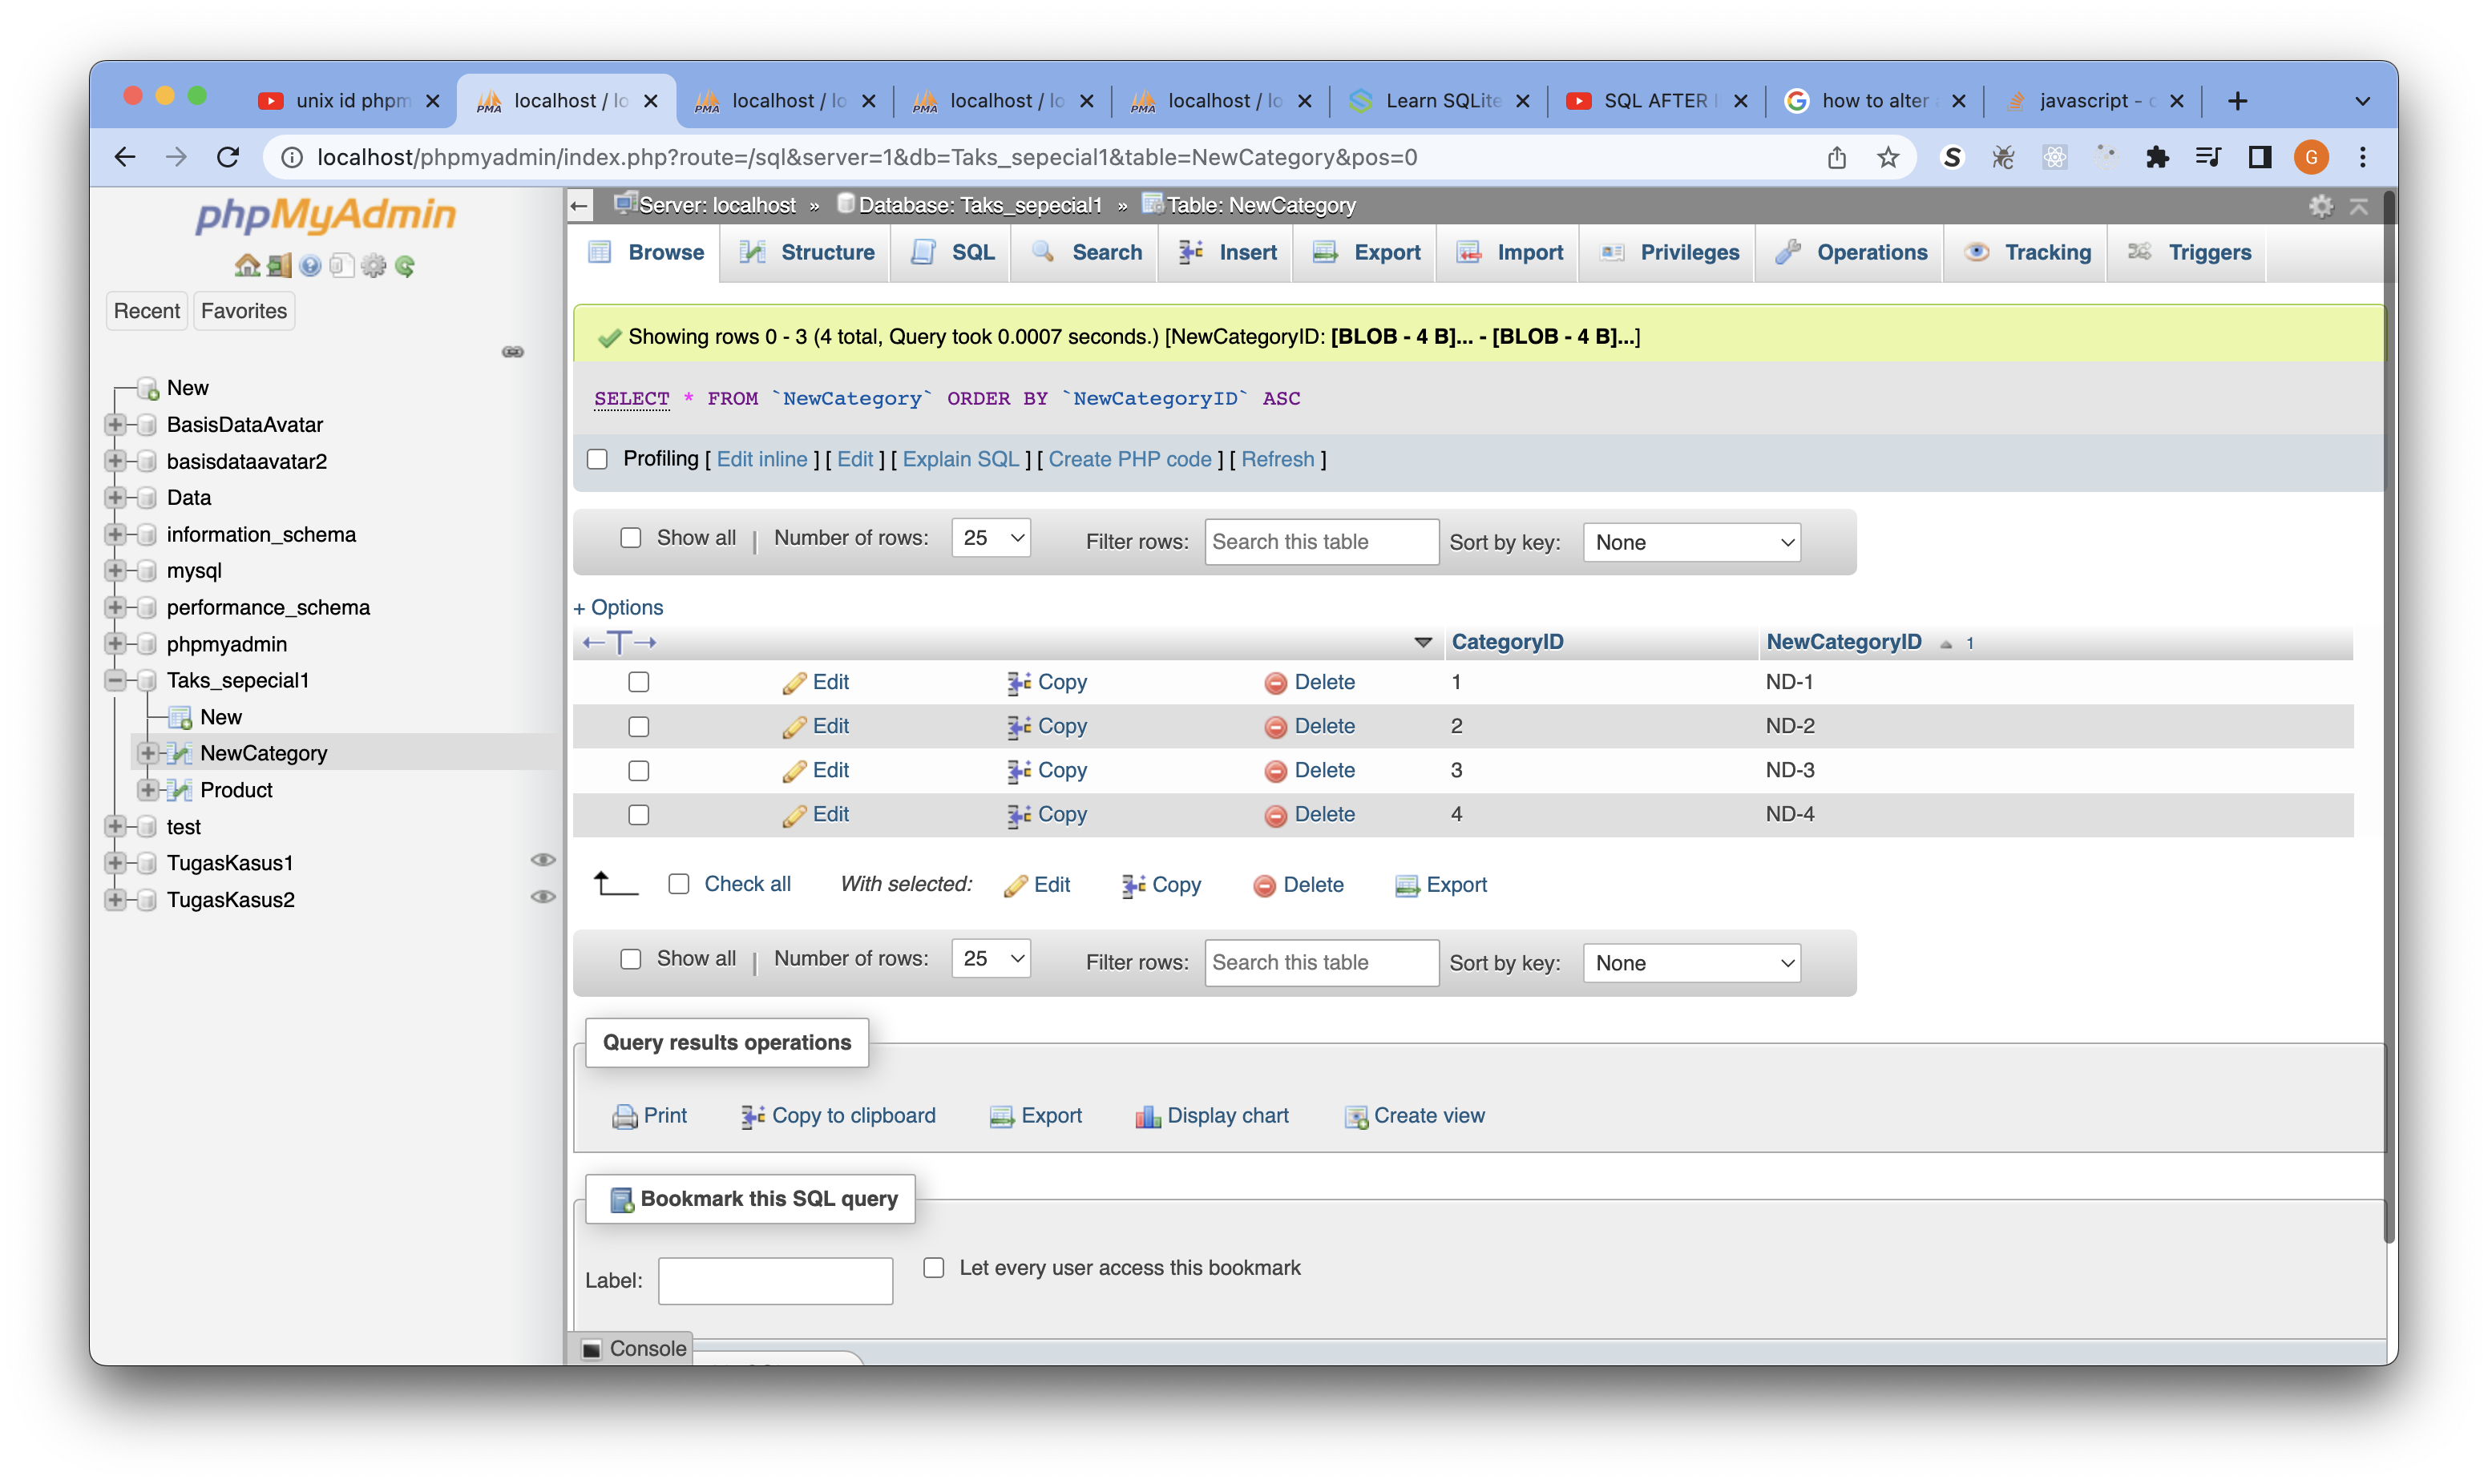 unix id phpm
localhost / lo
localhost / lo
localhost / lo
localhost / lo
Learn SQLite
SQL AFTER
how to alter
javascript -
localhost/phpmyadmin/index.php?route=/sql&server=1&db=Taks_sepecial1&table=NewCategory&pos=0
G
phpMyAdmin
Recent
Favorites
New
BasisDataAvatar
basisdataavatar2
Data
information_schema
mysql
performance_schema
phpmyadmin
Taks_sepecial1
New
NewCategory
Product
test
TugasKasus1
TugasKasus2
Server: localhost » Database: Taks_sepecial1 » Table: NewCategory
Browse Structure SQL Search Insert Export Import Privileges Operations Tracking Triggers
Showing rows 0 - 3 (4 total, Query took 0.0007 seconds.) [NewCategoryID: [BLOB - 4 B]... - [BLOB - 4 B]...]
SELECT * FROM `NewCategory` ORDER BY `NewCategoryID` ASC
Profiling [ Edit inline ] [ Edit ] [ Explain SQL ] [ Create PHP code ] [ Refresh ]
Show all | Number of rows: 25 Filter rows: Search this table Sort by key: None
+ Options
←T→ CategoryID NewCategoryID 1
Edit Copy Delete 1 ND-1
Edit Copy Delete 2 ND-2
Edit Copy Delete 3 ND-3
Edit Copy Delete 4 ND-4
Check all With selected: Edit Copy Delete Export
Show all | Number of rows: 25 Filter rows: Search this table Sort by key: None
Query results operations
Print Copy to clipboard Export Display chart Create view
Bookmark this SQL query
Label: Let every user access this bookmark
Console